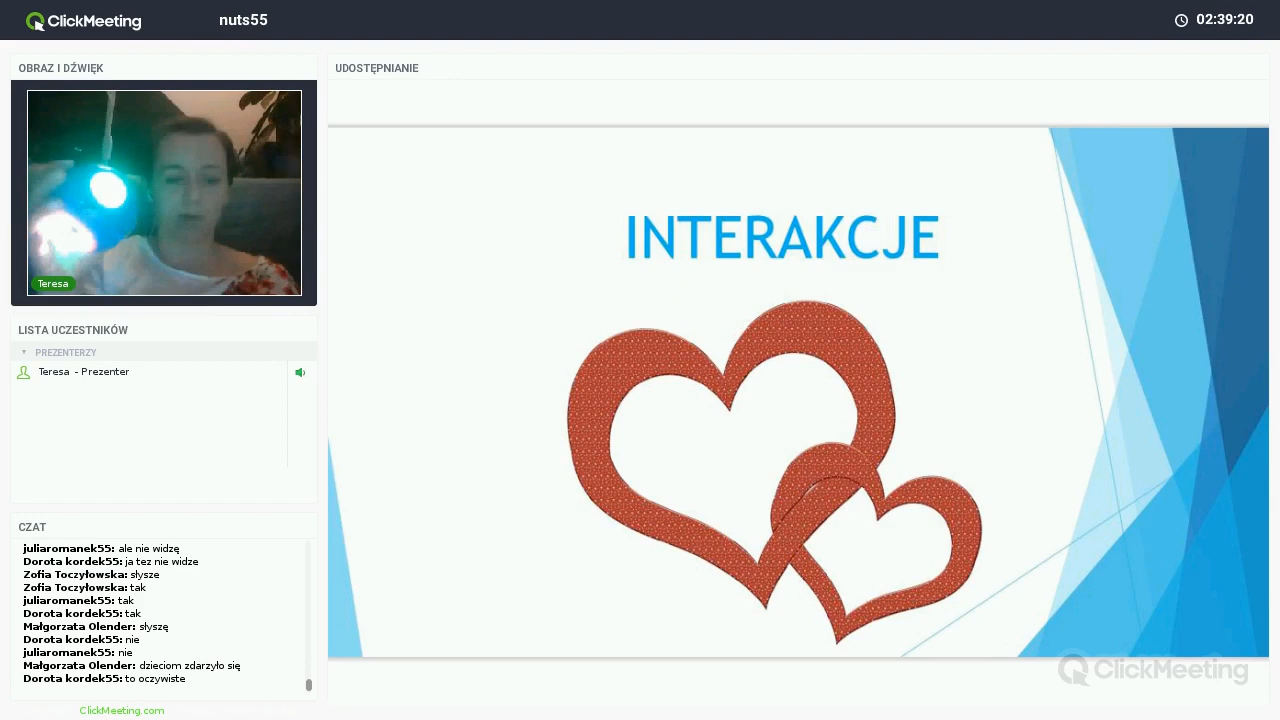 ClickMeeting
nuts55
02:39:20
OBRAZ I DŹWIĘK
UDOSTĘPNIANIE
Teresa
INTERAKCJE
LISTA UCZESTNIKÓW
PREZENTERZY
Teresa - Prezenter
CZAT
juliaromanek55: ale nie widzę
Dorota kordek55: ja tez nie widze
Zofia Toczyłowska: słysze
Zofia Toczyłowska: tak
juliaromanek55: tak
Dorota kordek55: tak
Małgorzata Olender: słyszę
Dorota kordek55: nie
juliaromanek55: nie
Małgorzata Olender: dzieciom zdarzyło się
Dorota kordek55: to oczywiste
ClickMeeting
ClickMeeting.com